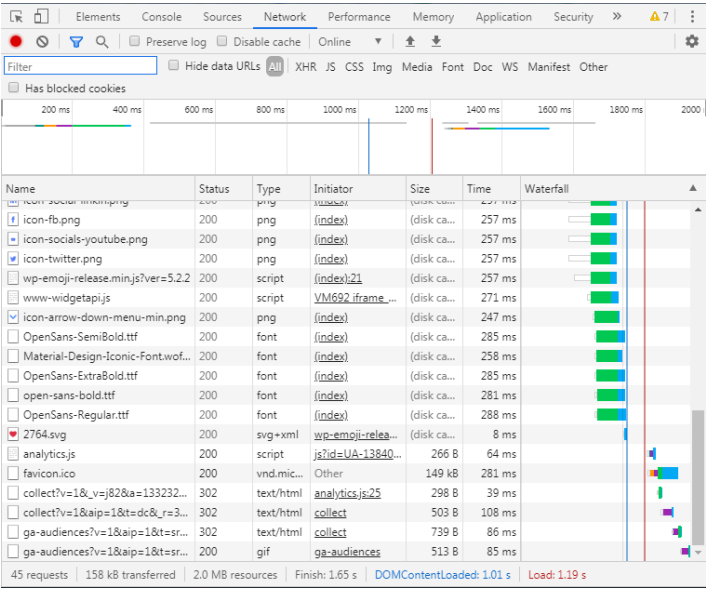 Elements Console Sources Network Performance Memory Application Security » 7
Preserve log Disable cache Online
Filter Hide data URLs All XHR JS CSS Img Media Font Doc WS Manifest Other
Has blocked cookies
200 ms 400 ms 600 ms 800 ms 1000 ms 1200 ms 1400 ms 1600 ms 1800 ms 2000
Name Status Type Initiator Size Time Waterfall
icon-social-linkin.png 200 png (index) (disk ca... 257 ms
icon-fb.png 200 png (index) (disk ca... 257 ms
icon-socials-youtube.png 200 png (index) (disk ca... 257 ms
icon-twitter.png 200 png (index) (disk ca... 257 ms
wp-emoji-release.min.js?ver=5.2.2 200 script (index):21 (disk ca... 257 ms
www-widgetapi.js 200 script VM692 iframe_... (disk ca... 271 ms
icon-arrow-down-menu-min.png 200 png (index) (disk ca... 247 ms
OpenSans-SemiBold.ttf 200 font (index) (disk ca... 285 ms
Material-Design-Iconic-Font.wof... 200 font (index) (disk ca... 258 ms
OpenSans-ExtraBold.ttf 200 font (index) (disk ca... 285 ms
open-sans-bold.ttf 200 font (index) (disk ca... 281 ms
OpenSans-Regular.ttf 200 font (index) (disk ca... 288 ms
2764.svg 200 svg+xml wp-emoji-relea... (disk ca... 8 ms
analytics.js 200 script js?id=UA-13840... 266 B 64 ms
favicon.ico 200 vnd.mic... Other 149 kB 281 ms
collect?v=1&_v=j82&a=133232... 302 text/html analytics.js:25 298 B 39 ms
collect?v=1&aip=1&t=dc&_r=3... 302 text/html collect 503 B 108 ms
ga-audiences?v=1&aip=1&t=sr... 302 text/html collect 739 B 86 ms
ga-audiences?v=1&aip=1&t=sr... 200 gif ga-audiences 513 B 85 ms
45 requests 158 kB transferred 2.0 MB resources Finish: 1.65 s DOMContentLoaded: 1.01 s Load: 1.19 s